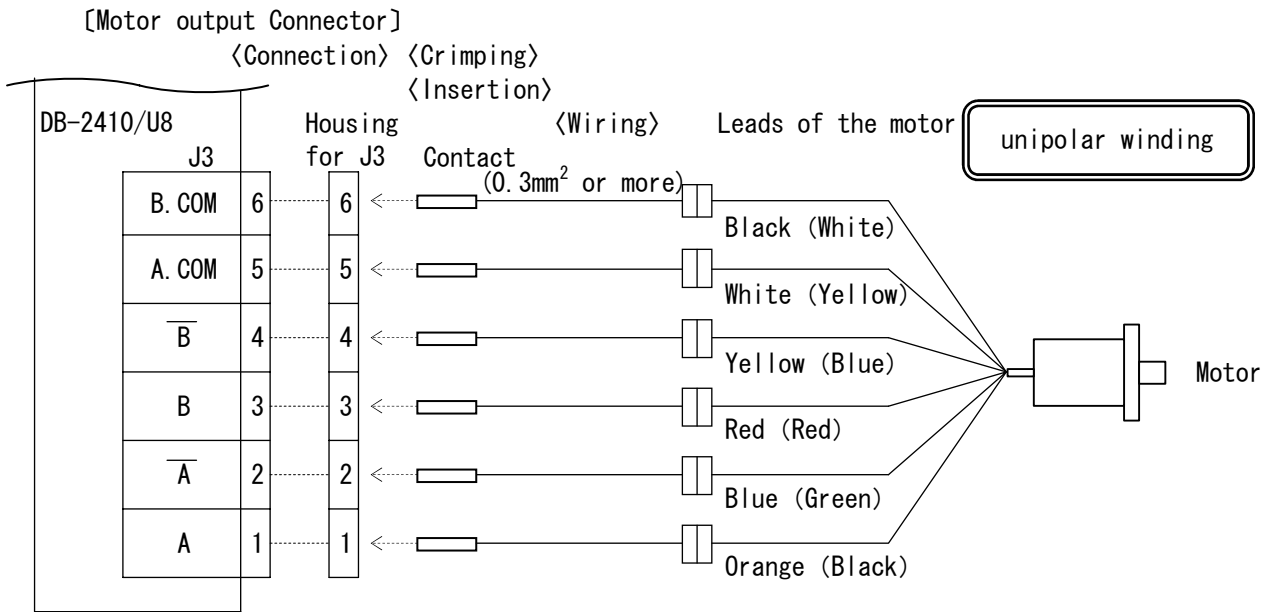 〔Motor output Connector〕
〈Connection〉 〈Crimping〉
〈Insertion〉
DB-2410/U8 Housing 〈Wiring〉 Leads of the motor unipolar winding
J3 for J3 Contact
(0.3mm² or more)
B.COM 6 6
Black (White)
A.COM 5 5
White (Yellow)
B̅ 4 4
Yellow (Blue)
Motor
B 3 3
Red (Red)
A̅ 2 2
Blue (Green)
A 1 1
Orange (Black)